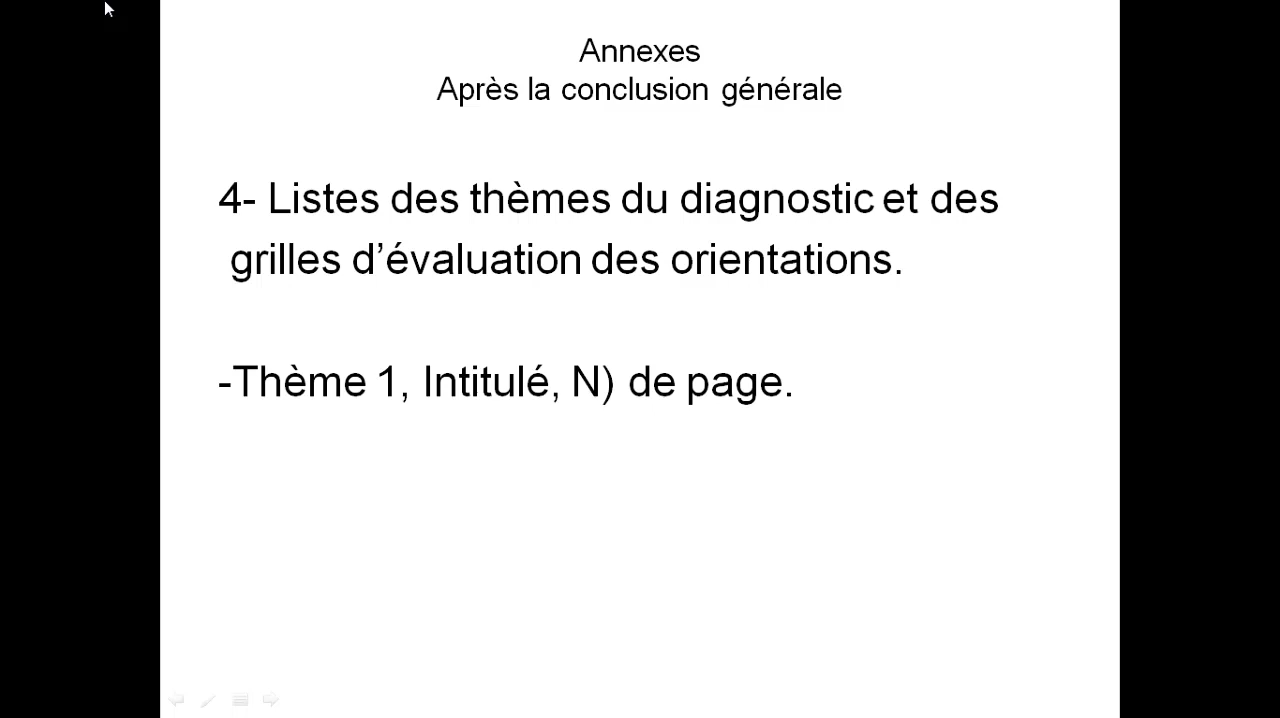 Annexes
Après la conclusion générale
4- Listes des thèmes du diagnostic et des
grilles d’évaluation des orientations.
-Thème 1, Intitulé, N) de page.